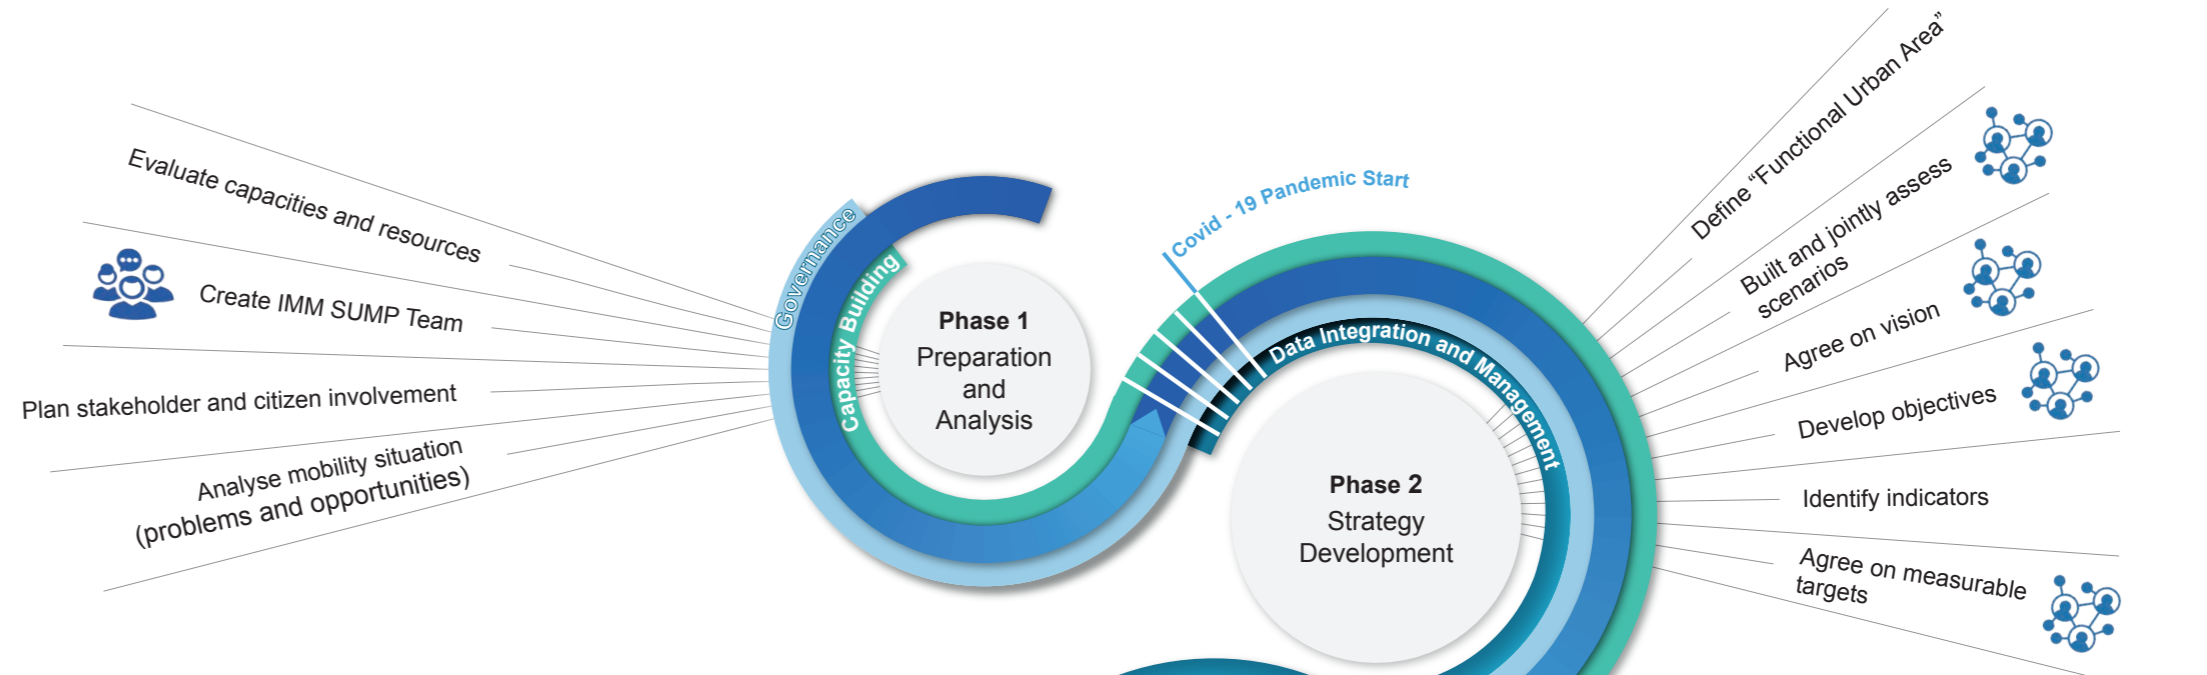 Evaluate capacities and resources
Create IMM SUMP Team
Plan stakeholder and citizen involvement
Analyse mobility situation
(problems and opportunities)
Governance
Capacity Building
Phase 1
Preparation
and
Analysis
Covid - 19 Pandemic Start
Data Integration and Management
Phase 2
Strategy
Development
Define “Functional Urban Area”
Built and jointly assess
scenarios
Agree on vision
Develop objectives
Identify indicators
Agree on measurable
targets